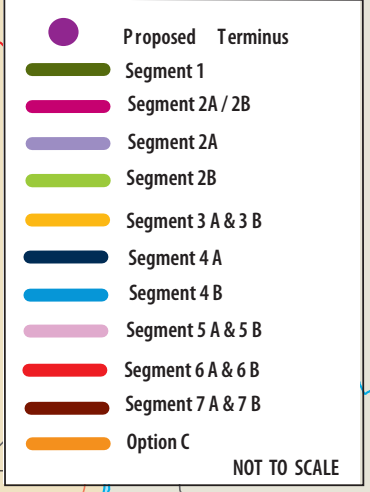 Proposed Terminus
Segment 1
Segment 2A / 2B
Segment 2A
Segment 2B
Segment 3 A & 3 B
Segment 4 A
Segment 4 B
Segment 5 A & 5 B
Segment 6 A & 6 B
Segment 7 A & 7 B
Option C
NOT TO SCALE